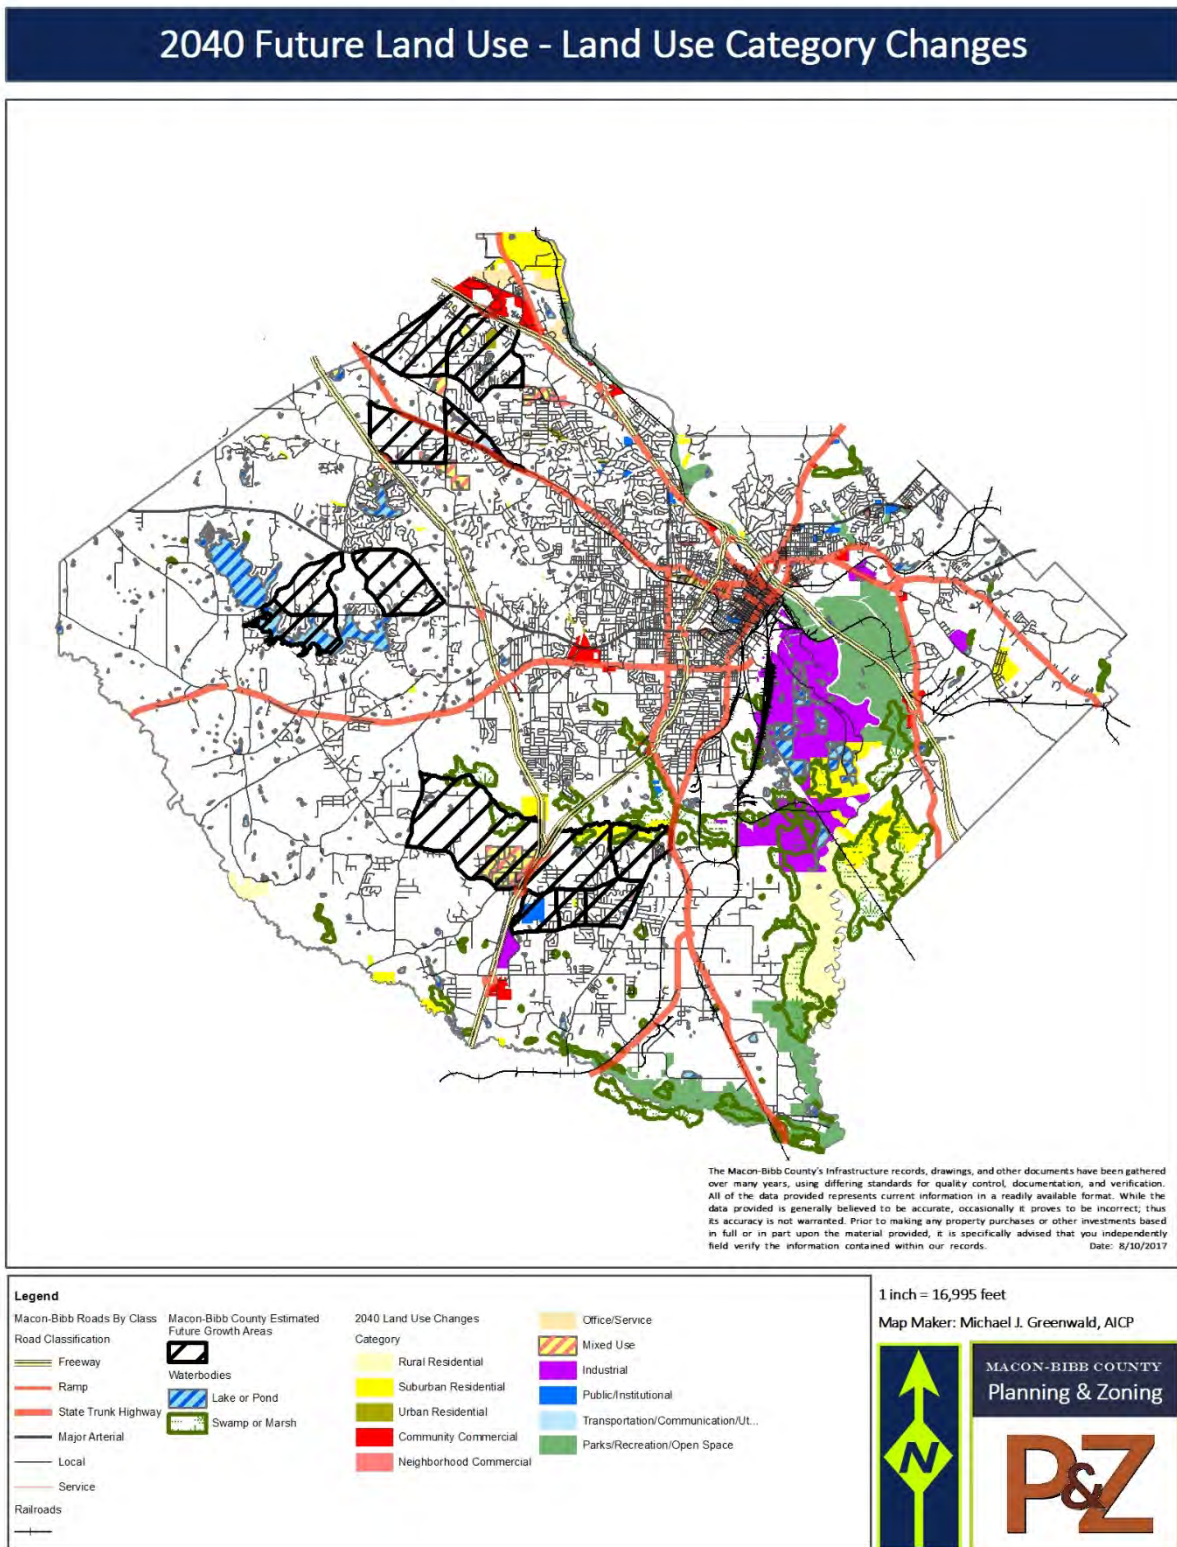 2040 Future Land Use - Land Use Category Changes
The Macon-Bibb County's Infrastructure records, drawings, and other documents have been gathered
over many years, using differing standards for quality control, documentation, and verification.
All of the data provided represents current information in a readily available format. While the
data provided is generally believed to be accurate, occasionally it proves to be incorrect; thus
its accuracy is not warranted. Prior to making any property purchases or other investments based
in full or in part upon the material provided, it is specifically advised that you independently
field verify the information contained within our records. Date: 8/10/2017
Legend
Macon-Bibb Roads By Class
Road Classification
Freeway
Ramp
State Trunk Highway
Major Arterial
Local
Service
Railroads
Macon-Bibb County Estimated
Future Growth Areas
Waterbodies
Lake or Pond
Swamp or Marsh
2040 Land Use Changes
Category
Rural Residential
Suburban Residential
Urban Residential
Community Commercial
Neighborhood Commercial
Office/Service
Mixed Use
Industrial
Public/Institutional
Transportation/Communication/Ut...
Parks/Recreation/Open Space
1 inch = 16,995 feet
Map Maker: Michael J. Greenwald, AICP
N
MACON-BIBB COUNTY
Planning & Zoning
P&Z